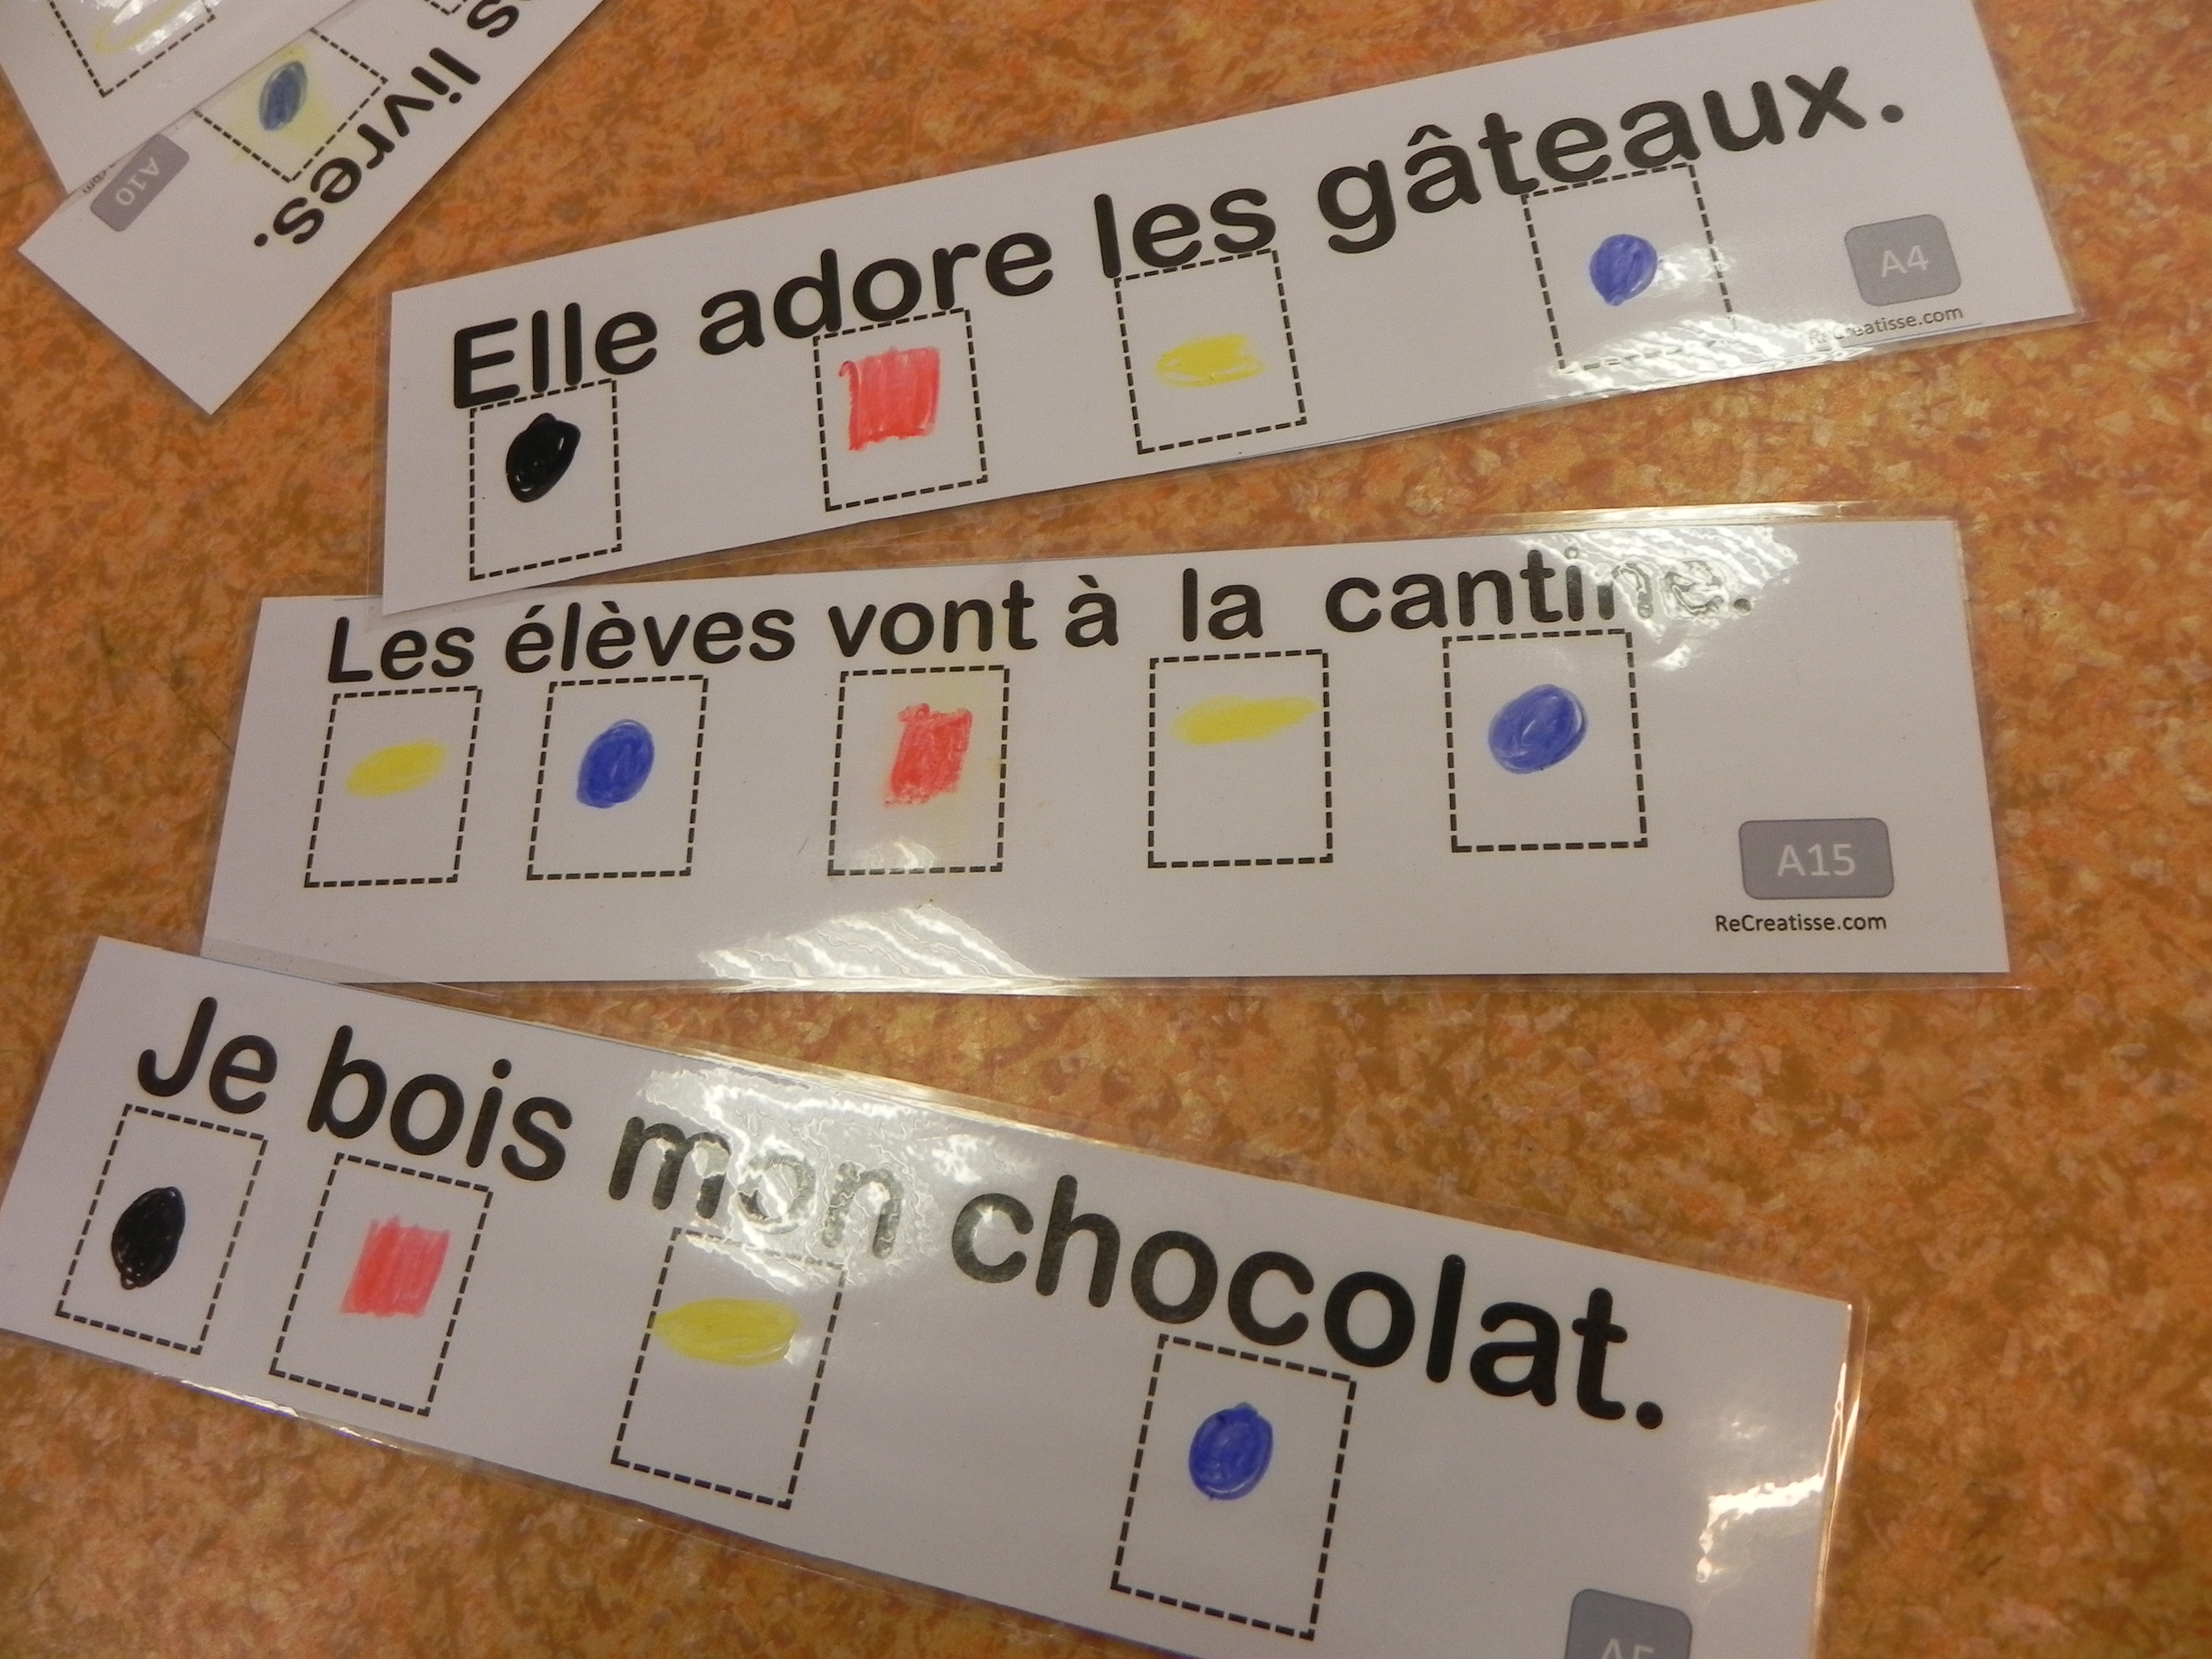 livres.
A10
Elle adore les gâteaux.
A4
ReCreatisse.com
Les élèves vont à la cantine.
A15
ReCreatisse.com
Je bois mon chocolat.
A5